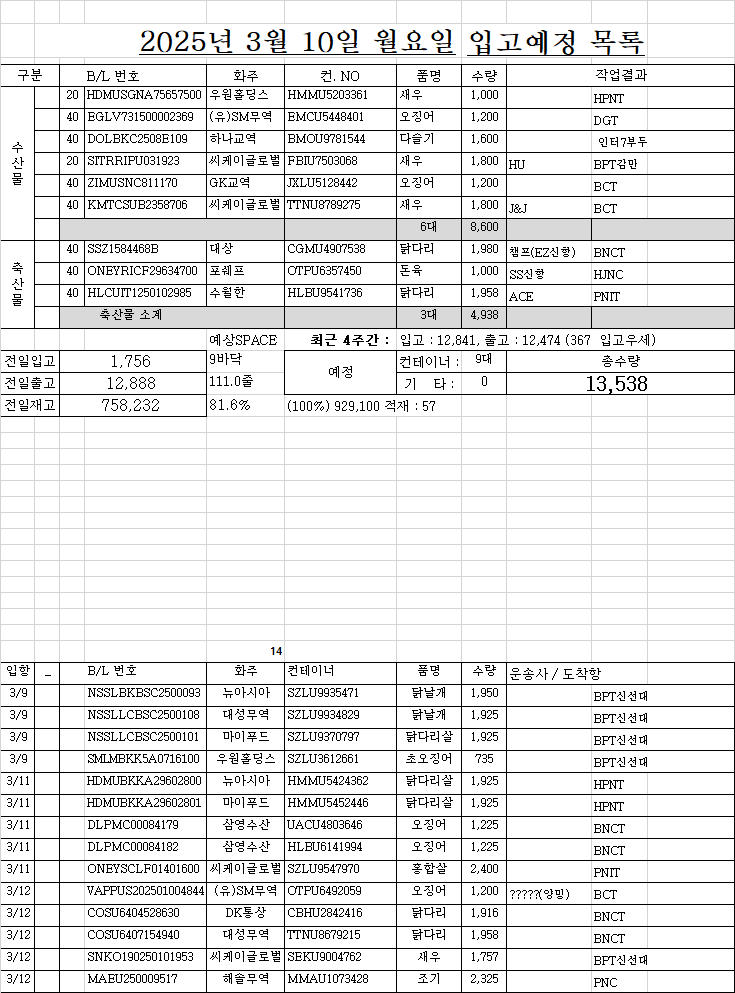 2025년 3월 10일 월요일 입고예정 목록
구분 B/L 번호 화주 컨. NO 품명 수량 작업결과
수산물
20 HDMUSGNA75657500 우원홀딩스 HMMU5203361 새우 1,000 HPNT
40 EGLV731500002369 (유)SM무역 EMCU5448401 오징어 1,200 DGT
40 DOLBKC2508E109 하나교역 BMOU9781544 다슬기 1,600 인터7부두
20 SITRRIPU031923 씨케이글로벌 FBIU7503068 새우 1,800 HU BPT감만
40 ZIMUSNC811170 GK교역 JXLU5128442 오징어 1,200 BCT
40 KMTCSUB2358706 씨케이글로벌 TTNU8789275 새우 1,800 J&J BCT
6대 8,600
축산물
40 SSZ1584468B 대상 CGMU4907538 닭다리 1,980 챔프(EZ신항) BNCT
40 ONEYRICF29634700 포웨프 OTPU6357450 돈육 1,000 SS신항 HJNC
40 HLCUIT1250102985 수월한 HLBU9541736 닭다리 1,958 ACE PNIT
축산물 소계 3대 4,938
예상SPACE 최근 4주간 : 입고 : 12,841, 출고 : 12,474 (367 입고우세)
전일입고 1,756 9바닥 예정 컨테이너 : 9대 총수량
전일출고 12,888 111.0줄 기 타 : 0 13,538
전일재고 758,232 81.6% (100%) 929,100 적재 : 57
14
입항 _ B/L 번호 화주 컨테이너 품명 수량 운송사 / 도착항
3/9 NSSLBKBSC2500093 뉴아시아 SZLU9935471 닭날개 1,950 BPT신선대
3/9 NSSLLCBSC2500108 대성무역 SZLU9934829 닭날개 1,925 BPT신선대
3/9 NSSLLCBSC2500101 마이푸드 SZLU9370797 닭다리살 1,925 BPT신선대
3/9 SMLMBKK5A0716100 우원홀딩스 SZLU3612661 초오징어 735 BPT신선대
3/11 HDMUBKKA29602800 뉴아시아 HMMU5424362 닭다리살 1,925 HPNT
3/11 HDMUBKKA29602801 마이푸드 HMMU5452446 닭다리살 1,925 HPNT
3/11 DLPMC00084179 삼영수산 UACU4803646 오징어 1,225 BNCT
3/11 DLPMC00084182 삼영수산 HLBU6141994 오징어 1,225 BNCT
3/11 ONEYSCLF01401600 씨케이글로벌 SZLU9547970 홍합살 2,400 PNIT
3/12 VAPPUS202501004844 (유)SM무역 OTPU6492059 오징어 1,200 ?????(양밍) BCT
3/12 COSU6404528630 DK통상 CBHU2842416 닭다리 1,916 BNCT
3/12 COSU6407154940 대성무역 TTNU8679215 닭다리 1,958 BNCT
3/12 SNKO190250101953 씨케이글로벌 SEKU9004762 새우 1,757 BPT신선대
3/12 MAEU250009517 해솔무역 MMAU1073428 조기 2,325 PNC